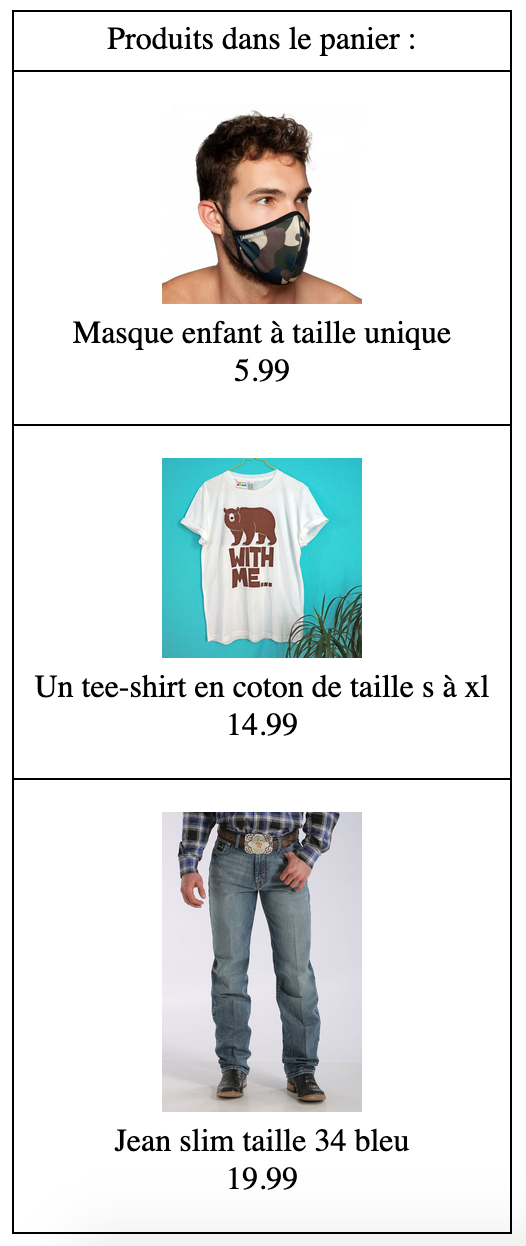 Produits dans le panier :
Masque enfant à taille unique
5.99
WITH
ME...
Un tee-shirt en coton de taille s à xl
14.99
Jean slim taille 34 bleu
19.99